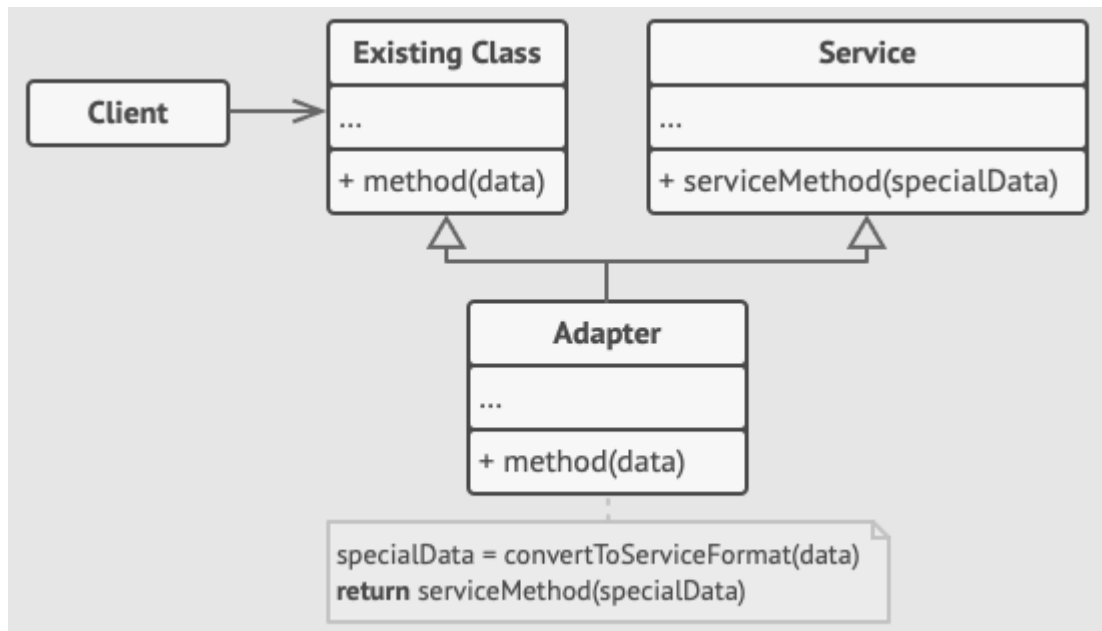 Client
Existing Class
...
+ method(data)
Service
...
+ serviceMethod(specialData)
Adapter
...
+ method(data)
specialData = convertToServiceFormat(data)
return serviceMethod(specialData)